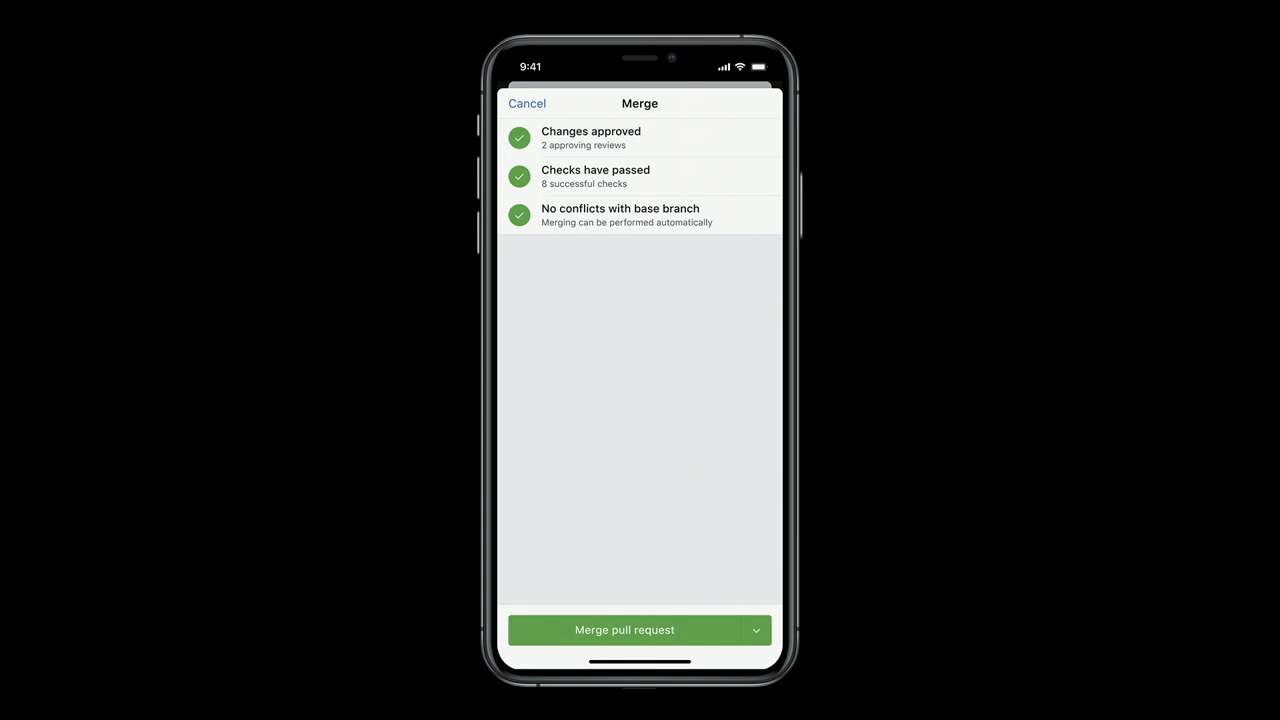 9:41
Cancel Merge
Changes approved
2 approving reviews
Checks have passed
8 successful checks
No conflicts with base branch
Merging can be performed automatically
Merge pull request